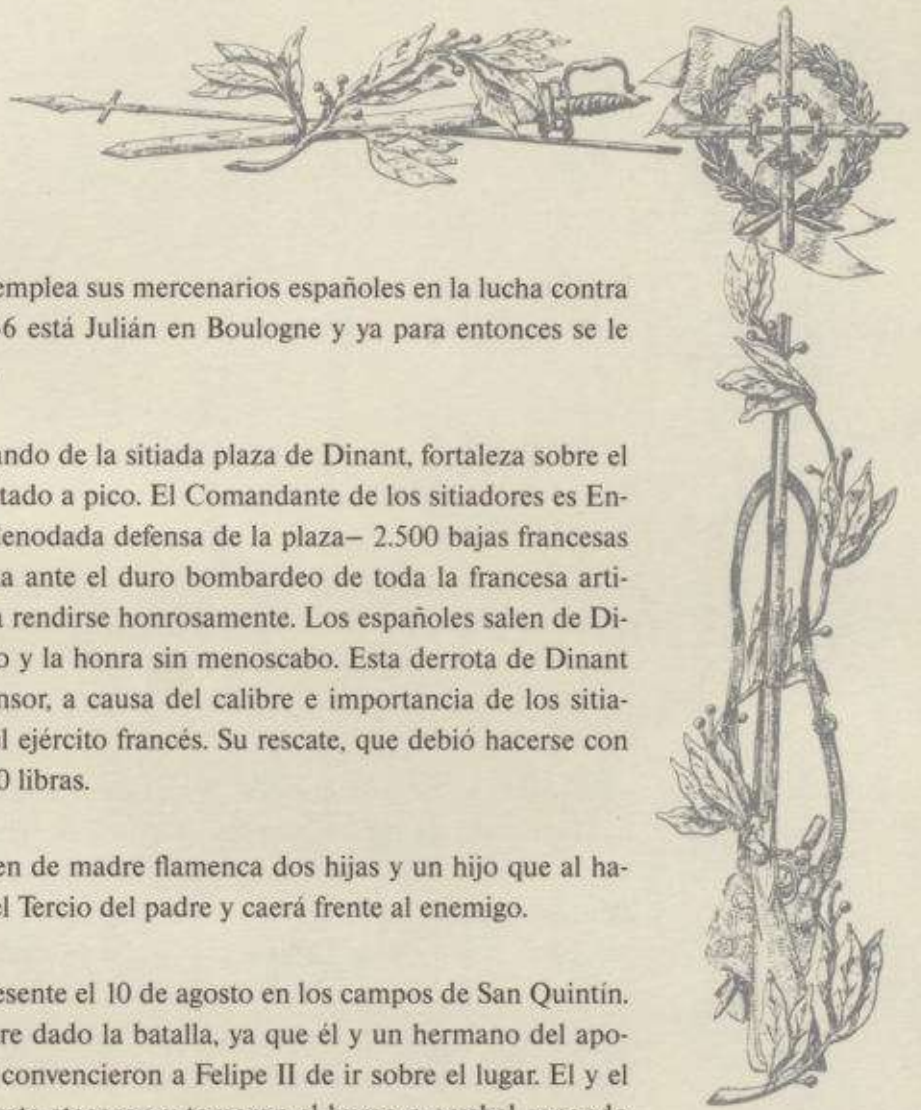 emplea sus mercenarios españoles en la lucha contra
6 está Julián en Boulogne y ya para entonces se le
ando de la sitiada plaza de Dinant, fortaleza sobre el
tado a pico. El Comandante de los sitiadores es En-
denodada defensa de la plaza— 2.500 bajas francesas
a ante el duro bombardeo de toda la francesa arti-
a rendirse honrosamente. Los españoles salen de Di-
o y la honra sin menoscabo. Esta derrota de Dinant
nsor, a causa del calibre e importancia de los sitia-
l ejército francés. Su rescate, que debió hacerse con
0 libras.
en de madre flamenca dos hijas y un hijo que al ha-
el Tercio del padre y caerá frente al enemigo.
esente el 10 de agosto en los campos de San Quintín.
re dado la batalla, ya que él y un hermano del apo-
convencieron a Felipe II de ir sobre el lugar. El y el